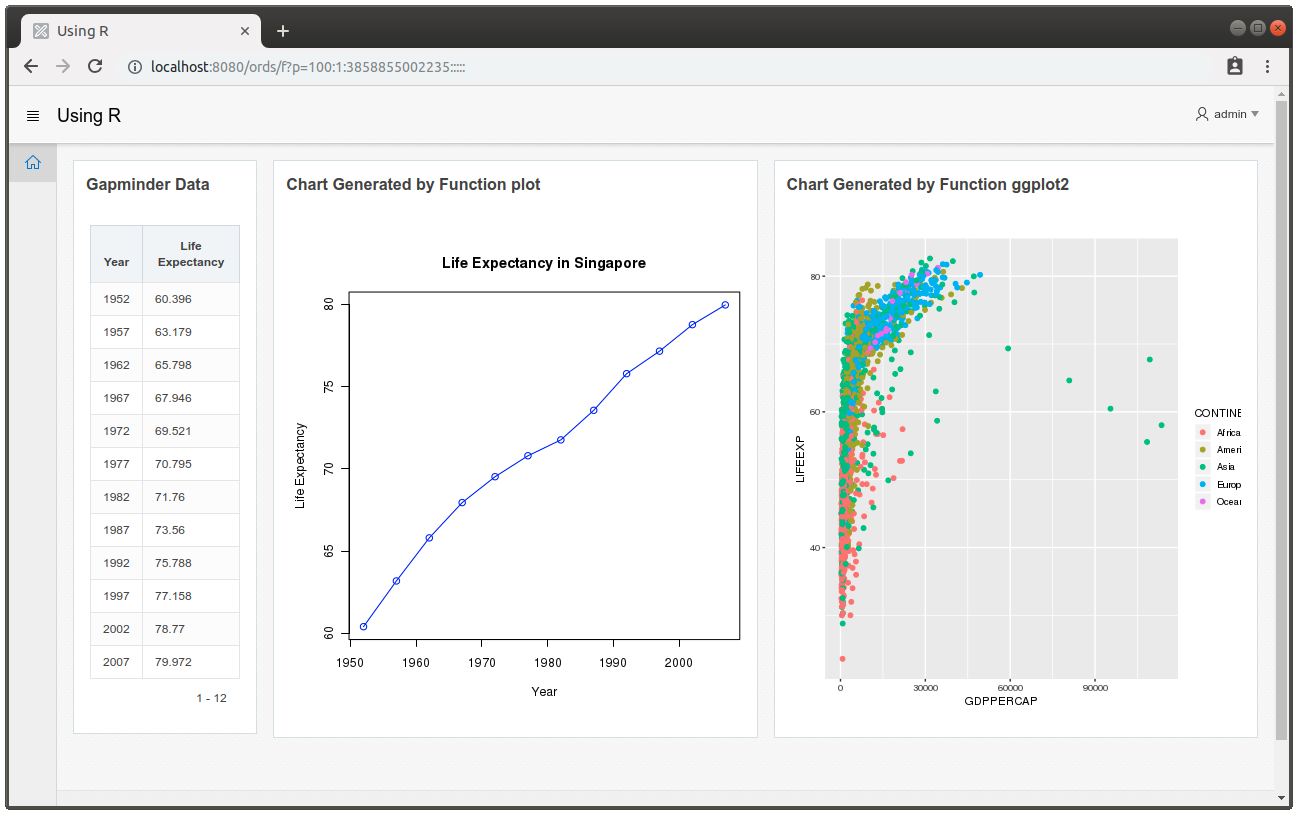 Using R
localhost:8080/ords/f?p=100:1:3858855002235:::::
Using R
admin
Gapminder Data
Year
Life
Expectancy
1952 60.396
1957 63.179
1962 65.798
1967 67.946
1972 69.521
1977 70.795
1982 71.76
1987 73.56
1992 75.788
1997 77.158
2002 78.77
2007 79.972
1 - 12
Chart Generated by Function plot
Life Expectancy in Singapore
80
75
70
65
60
Life Expectancy
1950 1960 1970 1980 1990 2000
Year
Chart Generated by Function ggplot2
80
60
40
LIFEEXP
0 30000 60000 90000
GDPPERCAP
CONTINE
Africa
Ameri
Asia
Europ
Ocea